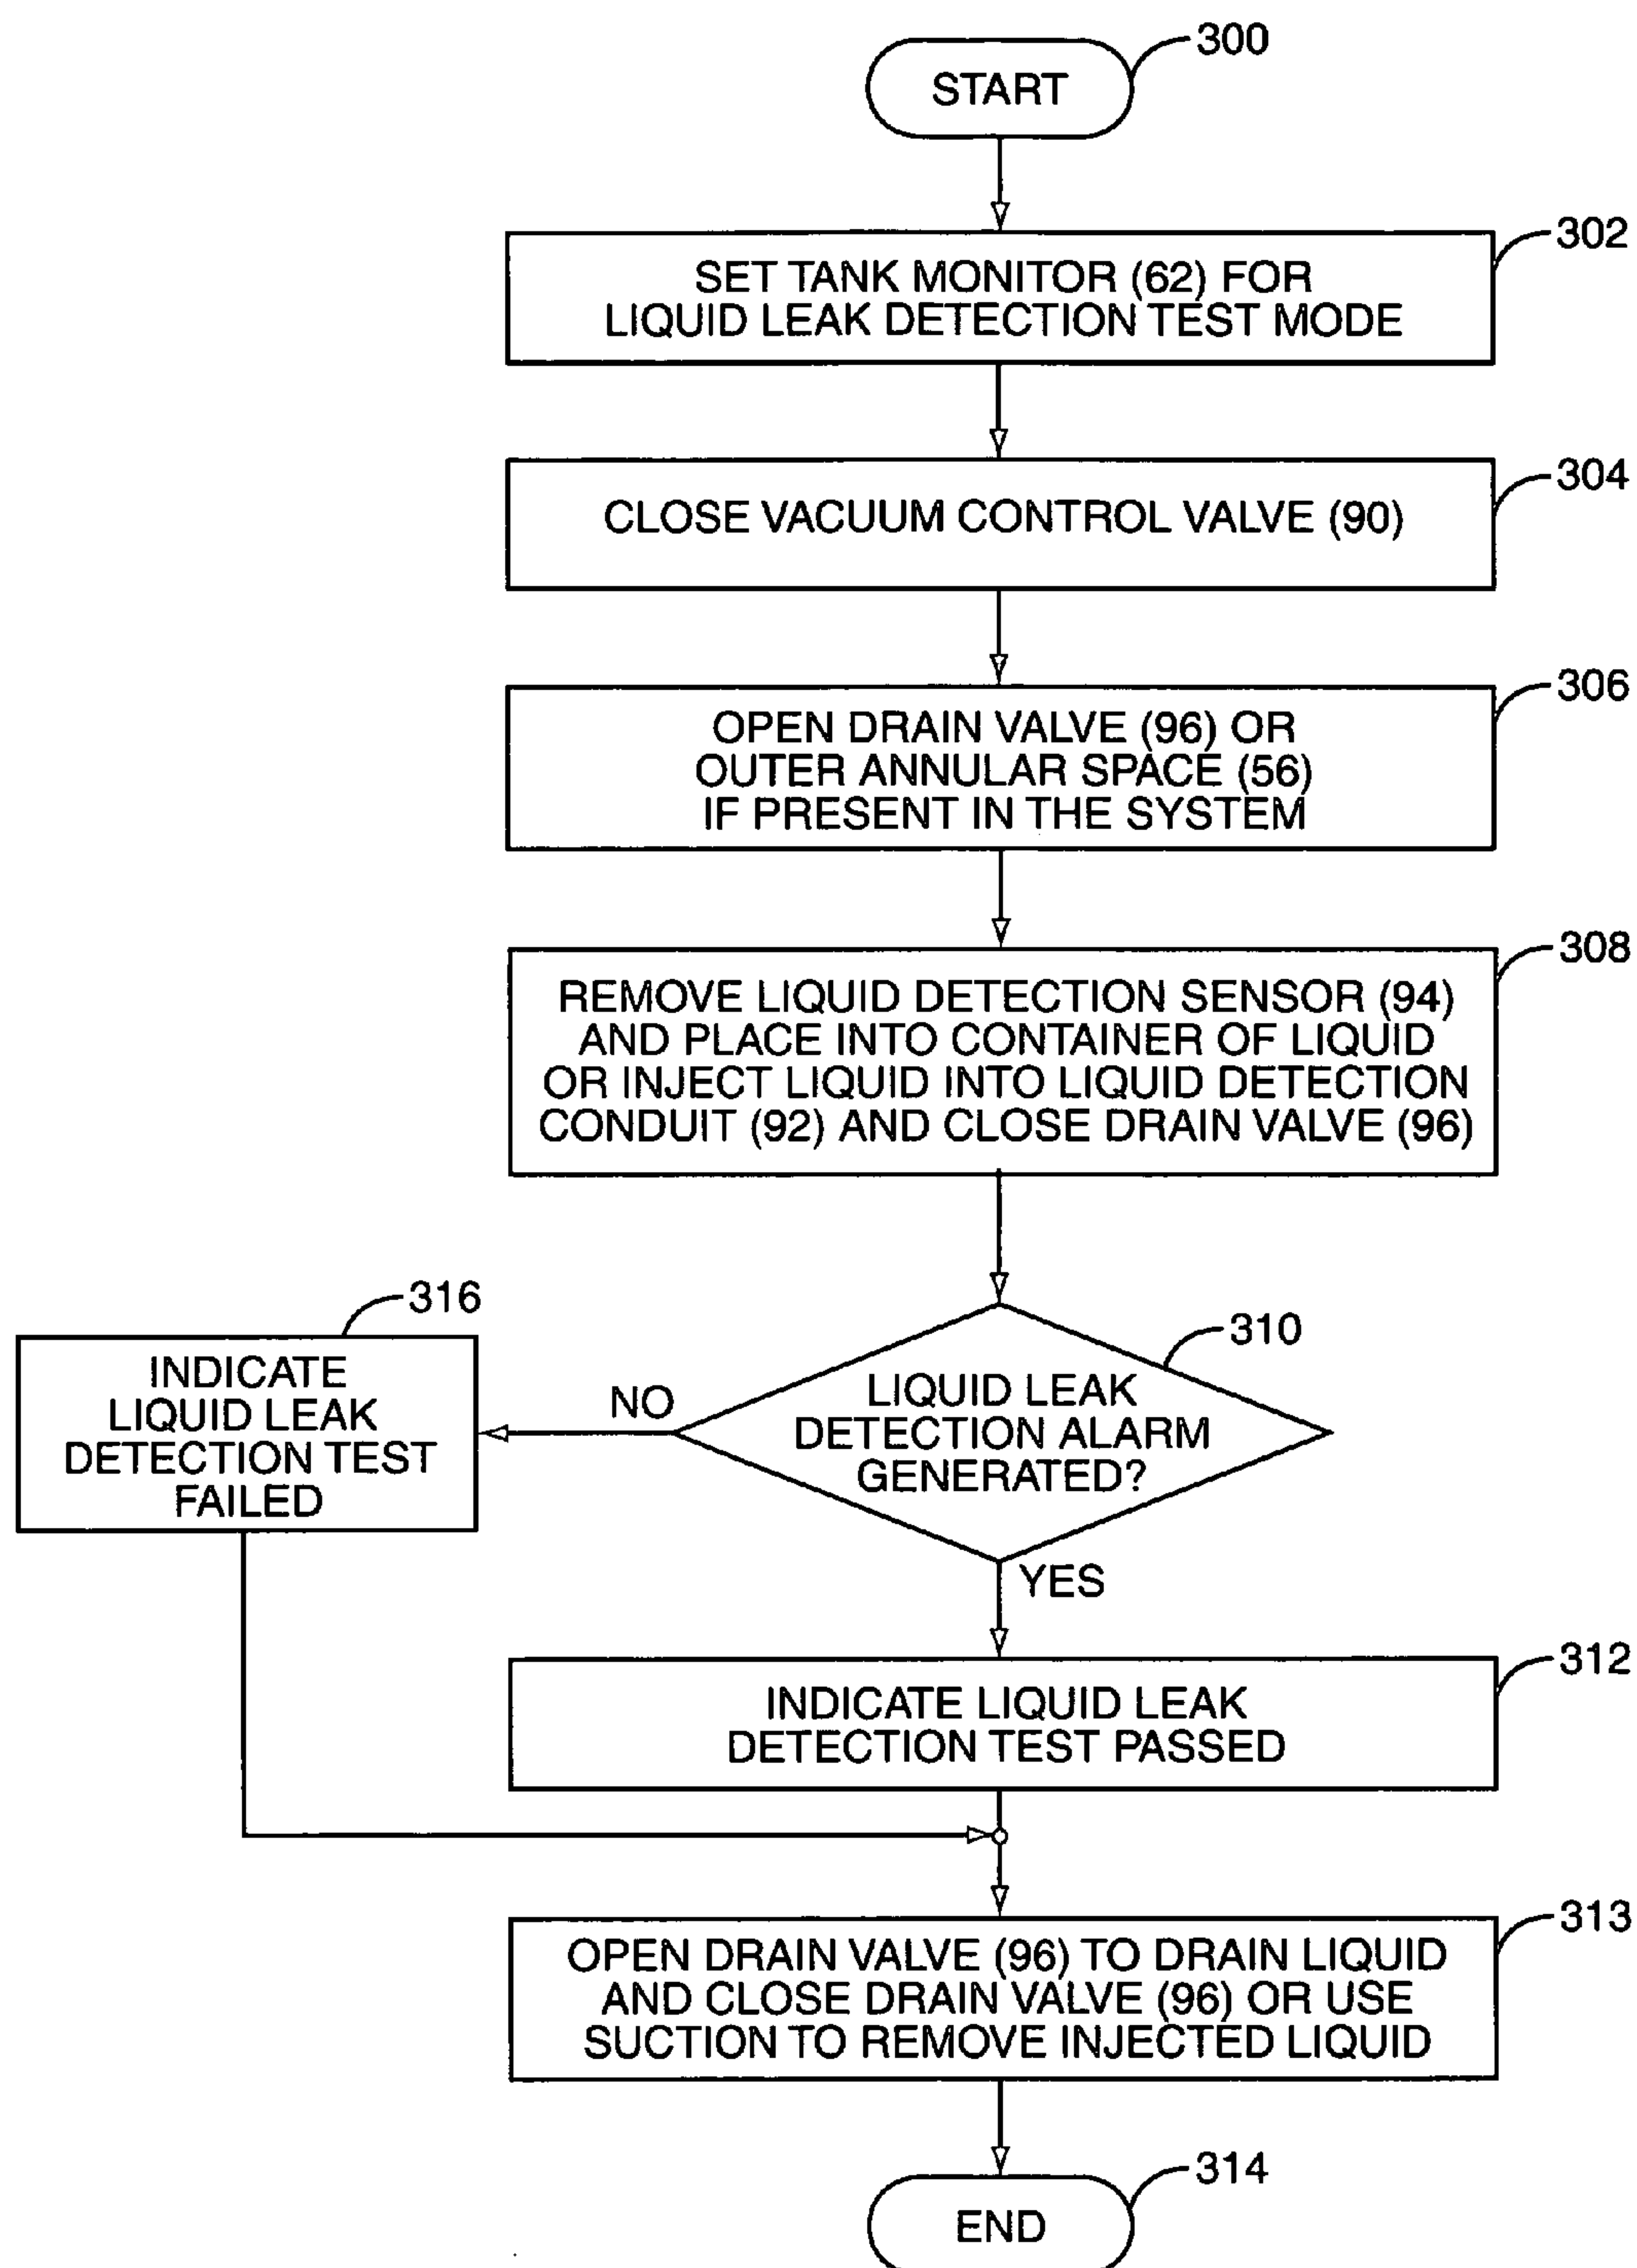 300
START
302
SET TANK MONITOR (62) FOR
LIQUID LEAK DETECTION TEST MODE
304
CLOSE VACUUM CONTROL VALVE (90)
306
OPEN DRAIN VALVE (96) OR
OUTER ANNULAR SPACE (56)
IF PRESENT IN THE SYSTEM
308
REMOVE LIQUID DETECTION SENSOR (94)
AND PLACE INTO CONTAINER OF LIQUID
OR INJECT LIQUID INTO LIQUID DETECTION
CONDUIT (92) AND CLOSE DRAIN VALVE (96)
316
INDICATE
LIQUID LEAK
DETECTION TEST
FAILED
NO
310
LIQUID LEAK
DETECTION ALARM
GENERATED?
YES
312
INDICATE LIQUID LEAK
DETECTION TEST PASSED
313
OPEN DRAIN VALVE (96) TO DRAIN LIQUID
AND CLOSE DRAIN VALVE (96) OR USE
SUCTION TO REMOVE INJECTED LIQUID
314
END